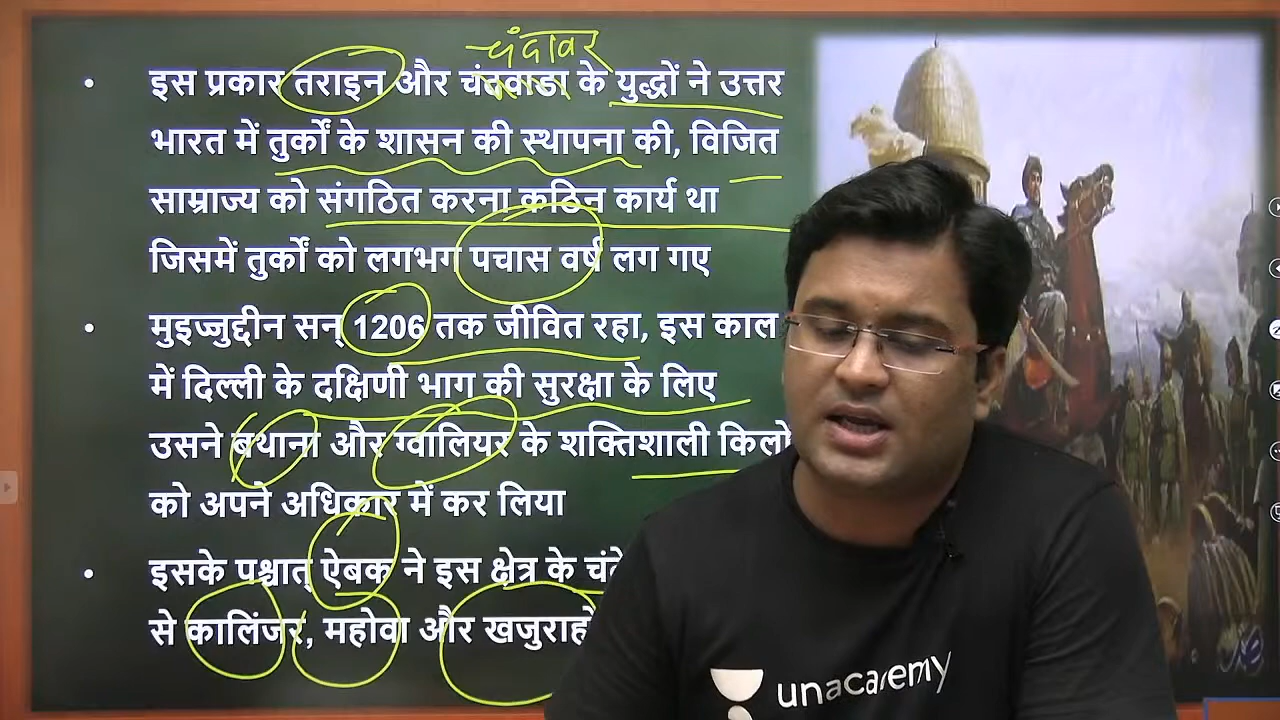 चंदावर
• इस प्रकार तराइन और चंदवाडा के युद्धों ने उत्तर
भारत में तुर्कों के शासन की स्थापना की, विजित
साम्राज्य को संगठित करना कठिन कार्य था
जिसमें तुर्कों को लगभग पचास वर्ष लग गए
• मुइज्जुद्दीन सन् 1206 तक जीवित रहा, इस काल
में दिल्ली के दक्षिणी भाग की सुरक्षा के लिए
उसने बयाना और ग्वालियर के शक्तिशाली किलो
को अपने अधिकार में कर लिया
• इसके पश्चात् ऐबक ने इस क्षेत्र के
से कालिंजर, महोवा और खजुराहो
unacademy